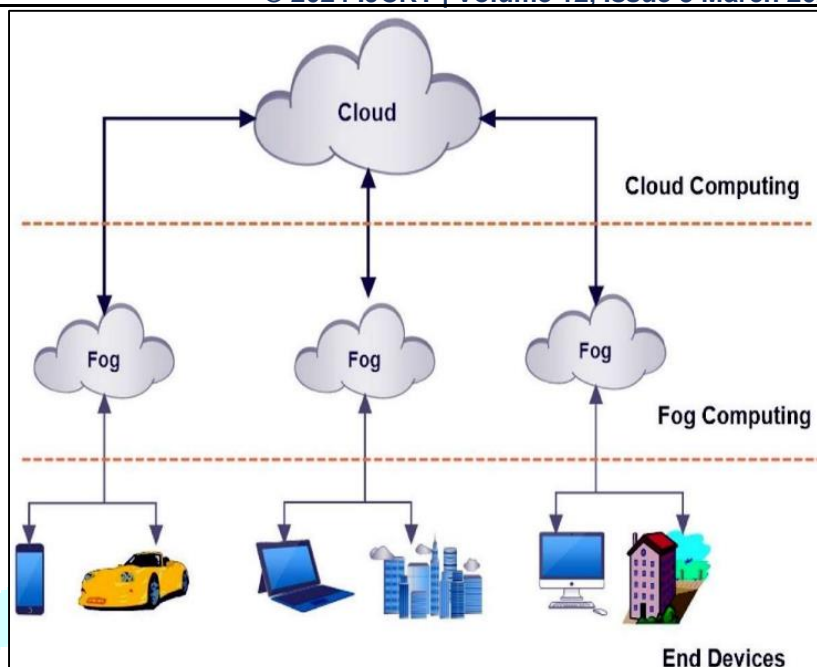 Cloud
Cloud Computing
Fog
Fog
Fog
Fog Computing
End Devices